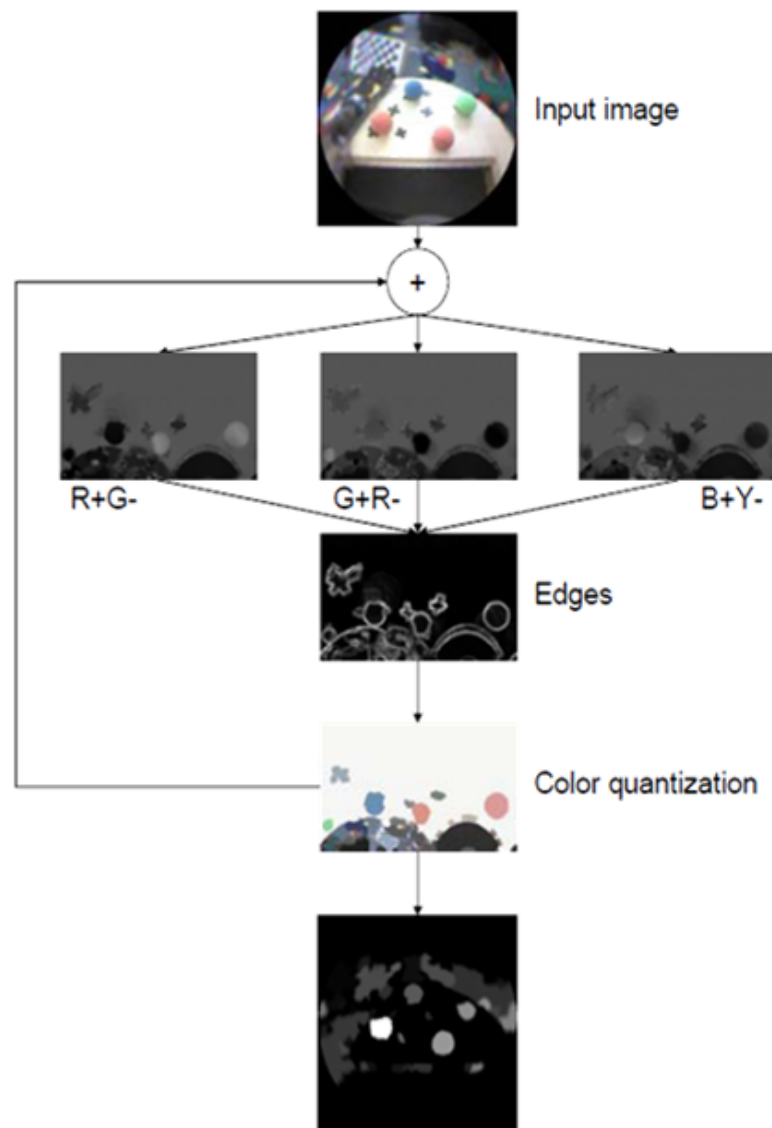 Input image
+
R+G-
G+R-
B+Y-
Edges
Color quantization